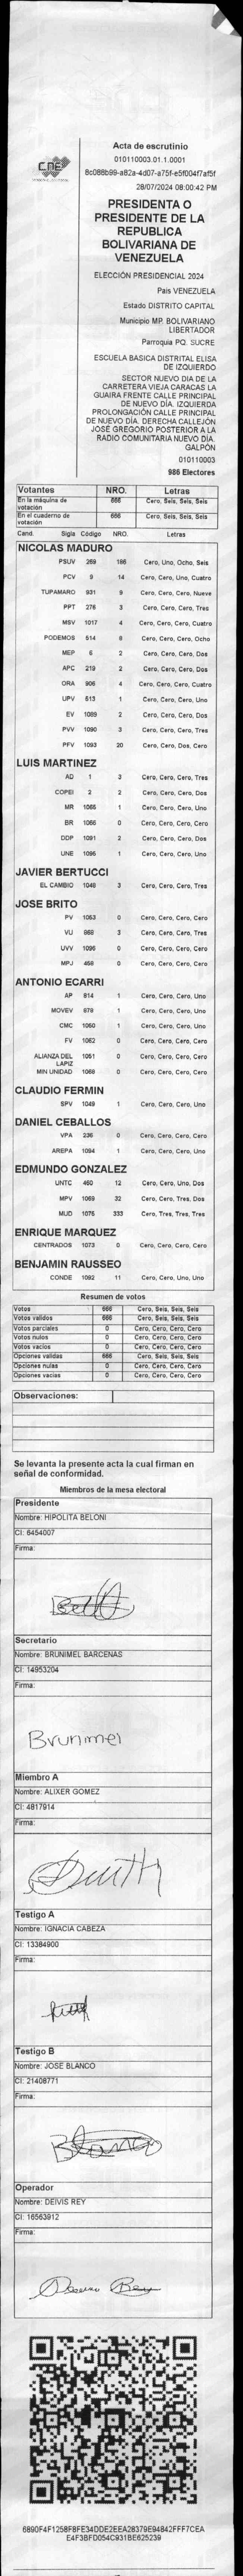 CNE
Acta de escrutinio
010110003.01.1.0001
8c088b99-a82a-4d07-a75f-e5f004f7af5f
28/07/2024 08:00:42 PM
PRESIDENTA O
PRESIDENTE DE LA
REPUBLICA
BOLIVARIANA DE
VENEZUELA
ELECCIÓN PRESIDENCIAL 2024
País VENEZUELA
Estado DISTRITO CAPITAL
Municipio MP. BOLIVARIANO
LIBERTADOR
Parroquia PQ. SUCRE
ESCUELA BÁSICA DISTRITAL ELISA
DE IZQUIERDO
SECTOR NUEVO DIA DE LA
CARRETERA VIEJA CARACAS LA
GUAIRA FRENTE CALLE PRINCIPAL
DE NUEVO DÍA. IZQUIERDA
PROLONGACIÓN CALLE PRINCIPAL
DE NUEVO DÍA. DERECHA CALLEJÓN
JOSÉ GREGORIO POSTERIOR A LA
RADIO COMUNITARIA NUEVO DÍA.
GALPÓN
010110003
986 Electores
Votantes NRO. Letras
En la máquina de votación 666 Cero, Seis, Seis, Seis
En el cuaderno de votación 666 Cero, Seis, Seis, Seis
Cand. Sigla Código NRO. Letras
NICOLAS MADURO
PSUV 269 186 Cero, Uno, Ocho, Seis
PCV 9 14 Cero, Cero, Uno, Cuatro
TUPAMARO 931 9 Cero, Cero, Cero, Nueve
PPT 276 3 Cero, Cero, Cero, Tres
MSV 1017 4 Cero, Cero, Cero, Cuatro
PODEMOS 514 8 Cero, Cero, Cero, Ocho
MEP 6 2 Cero, Cero, Cero, Dos
APC 219 2 Cero, Cero, Cero, Dos
ORA 906 4 Cero, Cero, Cero, Cuatro
UPV 513 1 Cero, Cero, Cero, Uno
EV 1089 2 Cero, Cero, Cero, Dos
PVV 1090 3 Cero, Cero, Cero, Tres
PFV 1093 20 Cero, Cero, Dos, Cero
LUIS MARTINEZ
AD 1 3 Cero, Cero, Cero, Tres
COPEI 2 2 Cero, Cero, Cero, Dos
MR 1065 1 Cero, Cero, Cero, Uno
BR 1066 0 Cero, Cero, Cero, Cero
DDP 1091 2 Cero, Cero, Cero, Dos
UNE 1095 1 Cero, Cero, Cero, Uno
JAVIER BERTUCCI
EL CAMBIO 1048 3 Cero, Cero, Cero, Tres
JOSE BRITO
PV 1053 0 Cero, Cero, Cero, Cero
VU 868 3 Cero, Cero, Cero, Tres
UVV 1096 0 Cero, Cero, Cero, Cero
MPJ 459 0 Cero, Cero, Cero, Cero
ANTONIO ECARRI
AP 814 1 Cero, Cero, Cero, Uno
MOVEV 879 1 Cero, Cero, Cero, Uno
CMC 1060 1 Cero, Cero, Cero, Uno
FV 1062 0 Cero, Cero, Cero, Cero
ALIANZA DEL LAPIZ 1051 0 Cero, Cero, Cero, Cero
MIN UNIDAD 1068 0 Cero, Cero, Cero, Cero
CLAUDIO FERMIN
SPV 1049 1 Cero, Cero, Cero, Uno
DANIEL CEBALLOS
VPA 236 0 Cero, Cero, Cero, Cero
AREPA 1094 1 Cero, Cero, Cero, Uno
EDMUNDO GONZALEZ
UNTC 460 12 Cero, Cero, Uno, Dos
MPV 1069 32 Cero, Cero, Tres, Dos
MUD 1075 333 Cero, Tres, Tres, Tres
ENRIQUE MARQUEZ
CENTRADOS 1073 0 Cero, Cero, Cero, Cero
BENJAMIN RAUSSEO
CONDE 1092 11 Cero, Cero, Uno, Uno
Resumen de votos
Votos 666 Cero, Seis, Seis, Seis
Votos validos 666 Cero, Seis, Seis, Seis
Votos parciales 0 Cero, Cero, Cero, Cero
Votos nulos 0 Cero, Cero, Cero, Cero
Votos vacios 0 Cero, Cero, Cero, Cero
Opciones validas 666 Cero, Seis, Seis, Seis
Opciones nulas 0 Cero, Cero, Cero, Cero
Opciones vacias 0 Cero, Cero, Cero, Cero
Observaciones:
Se levanta la presente acta la cual firman en
señal de conformidad.
Miembros de la mesa electoral
Presidente
Nombre: HIPOLITA BELONI
CI: 6454007
Firma:
Secretario
Nombre: BRUNIMEL BARCENAS
CI: 14953204
Firma:
Brunimel
Miembro A
Nombre: ALIXER GOMEZ
CI: 4817914
Firma:
Testigo A
Nombre: IGNACIA CABEZA
CI: 13384900
Firma:
Testigo B
Nombre: JOSE BLANCO
CI: 21408771
Firma:
Blanco
Operador
Nombre: DEIVIS REY
CI: 16563912
Firma:
6890F4F1258F8FE34DDE2EEA28379E94842FFF7CEA
E4F3BFD054C931BE625239